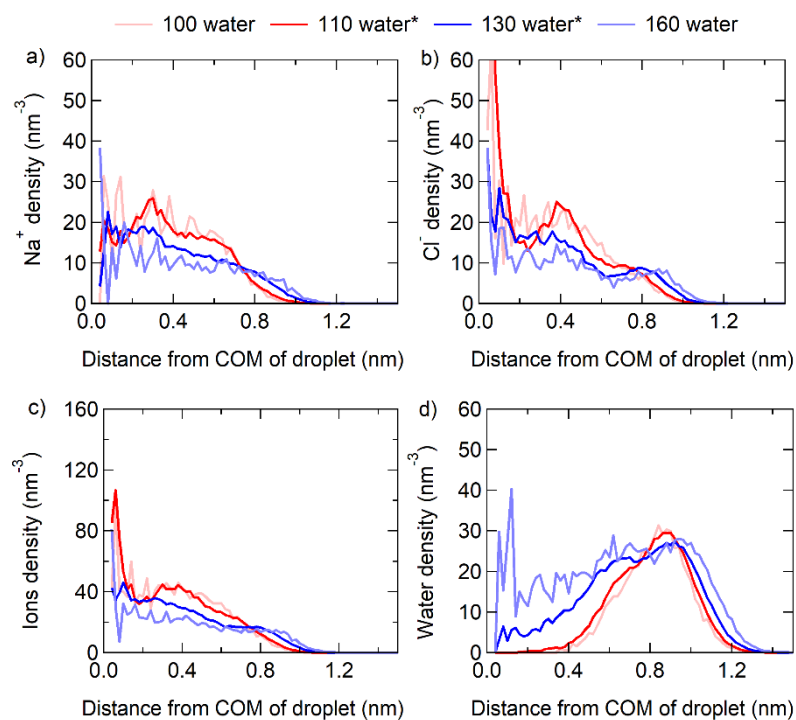 100 water 110 water* 130 water* 160 water
a)
60
50
40
30
20
10
0
Na⁺ density (nm⁻³)
0.0 0.4 0.8 1.2
Distance from COM of droplet (nm)
b)
60
50
40
30
20
10
0
Cl⁻ density (nm⁻³)
0.0 0.4 0.8 1.2
Distance from COM of droplet (nm)
c)
160
120
80
40
0
Ions density (nm⁻³)
0.0 0.4 0.8 1.2
Distance from COM of droplet (nm)
d)
60
50
40
30
20
10
0
Water density (nm⁻³)
0.0 0.4 0.8 1.2
Distance from COM of droplet (nm)